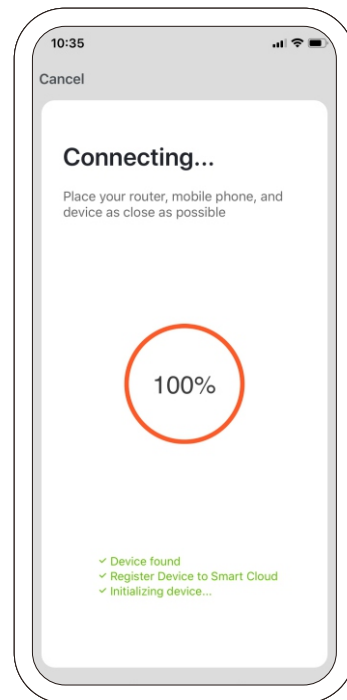 10:35
Cancel
Connecting...
Place your router, mobile phone, and
device as close as possible
100%
✓ Device found
✓ Register Device to Smart Cloud
✓ Initializing device...